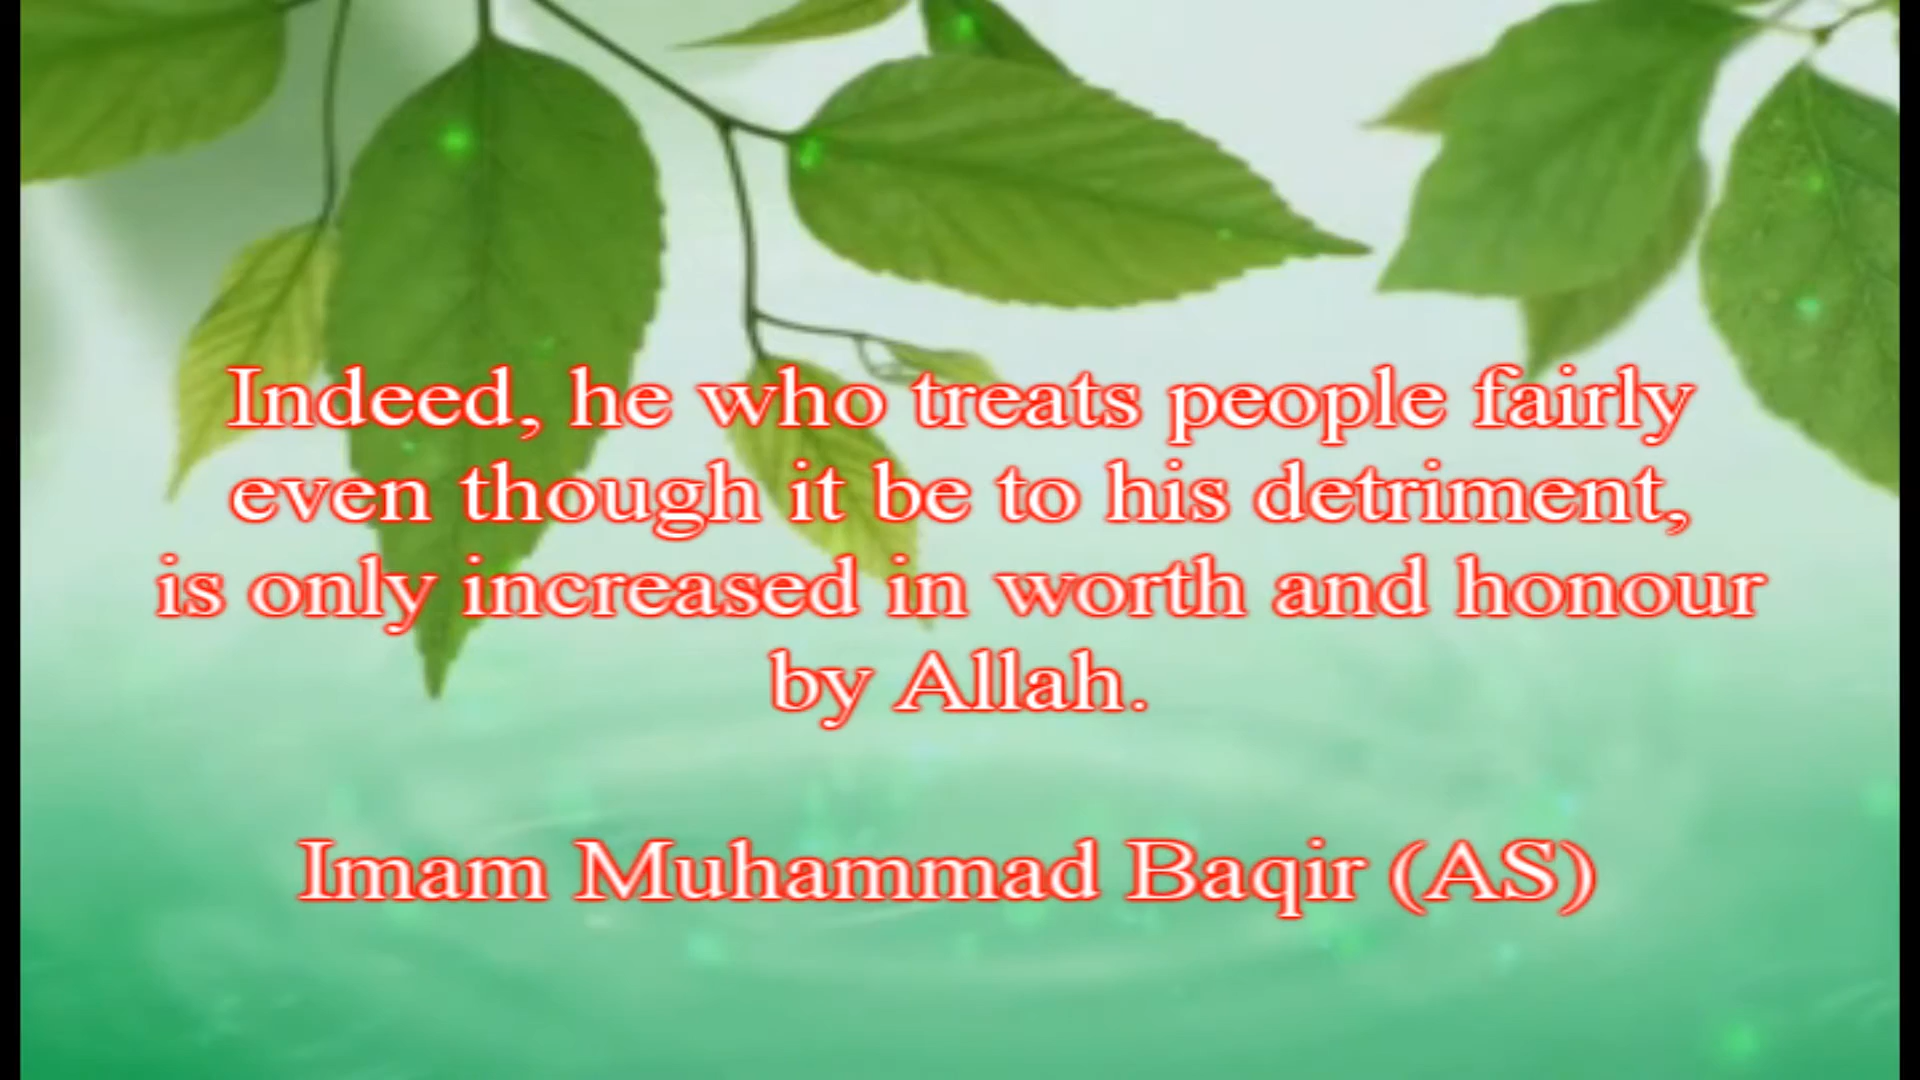 Indeed, he who treats people fairly
even though it be to his detriment,
is only increased in worth and honour
by Allah.
Imam Muhammad Baqir (AS)